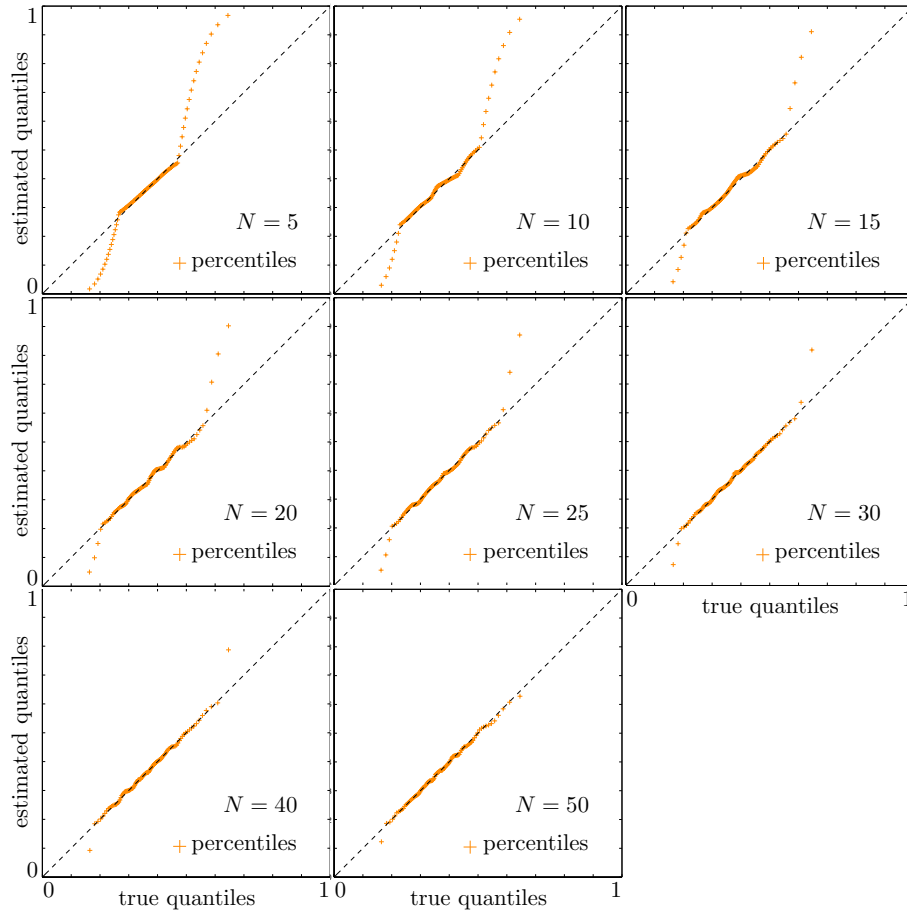 1
estimated quantiles
N = 5
+ percentiles
0
N = 10
+ percentiles
N = 15
+ percentiles
1
estimated quantiles
N = 20
+ percentiles
0
N = 25
+ percentiles
N = 30
+ percentiles
0
1
true quantiles
1
estimated quantiles
N = 40
+ percentiles
0
N = 50
+ percentiles
0
1
true quantiles
0
1
true quantiles